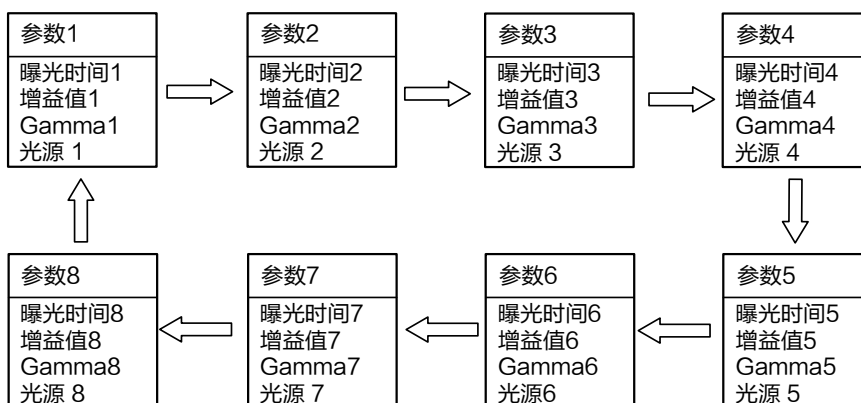 参数1
曝光时间1
增益值1
Gamma1
光源 1
参数2
曝光时间2
增益值2
Gamma2
光源 2
参数3
曝光时间3
增益值3
Gamma3
光源 3
参数4
曝光时间4
增益值4
Gamma4
光源 4
参数8
曝光时间8
增益值8
Gamma8
光源 8
参数7
曝光时间7
增益值7
Gamma7
光源 7
参数6
曝光时间6
增益值6
Gamma6
光源6
参数5
曝光时间5
增益值5
Gamma5
光源 5